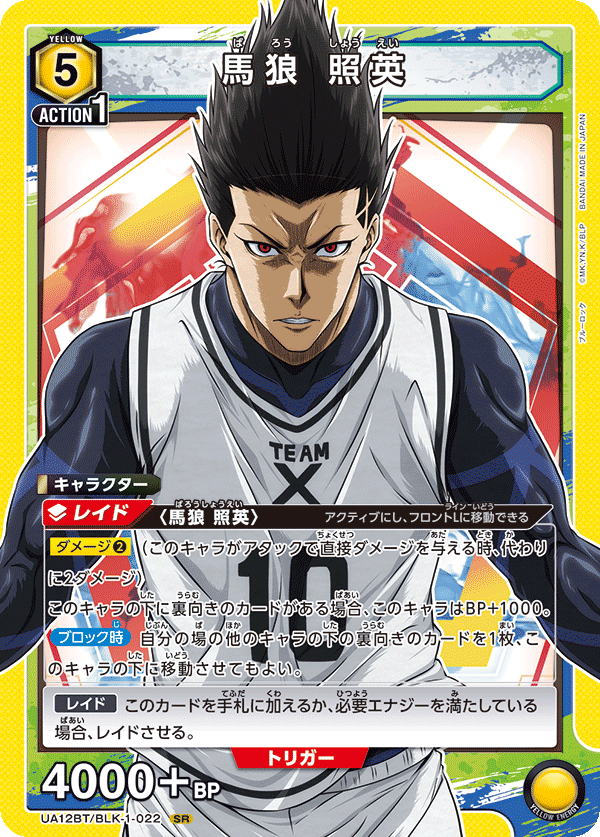 YELLOW
5
ACTION1
馬狼 照英
ばろう しょうえい
BANDAI MADE IN JAPAN
©MK,YN,K/BLP
ブルーロック
TEAM
X
10
キャラクター
レイド 〈馬狼 照英〉 アクティブにし、フロントLに移動できる
ダメージ2 (このキャラがアタックで直接ダメージを与える時、代わり
に2ダメージ)
このキャラの下に裏向きのカードがある場合、このキャラはBP+1000。
ブロック時 自分の場の他のキャラの下の裏向きのカードを1枚、こ
のキャラの下に移動させてもよい。
レイド このカードを手札に加えるか、必要エナジーを満たしている
場合、レイドさせる。
トリガー
4000+BP
YELLOW ENERGY
UA12BT/BLK-1-022 SR